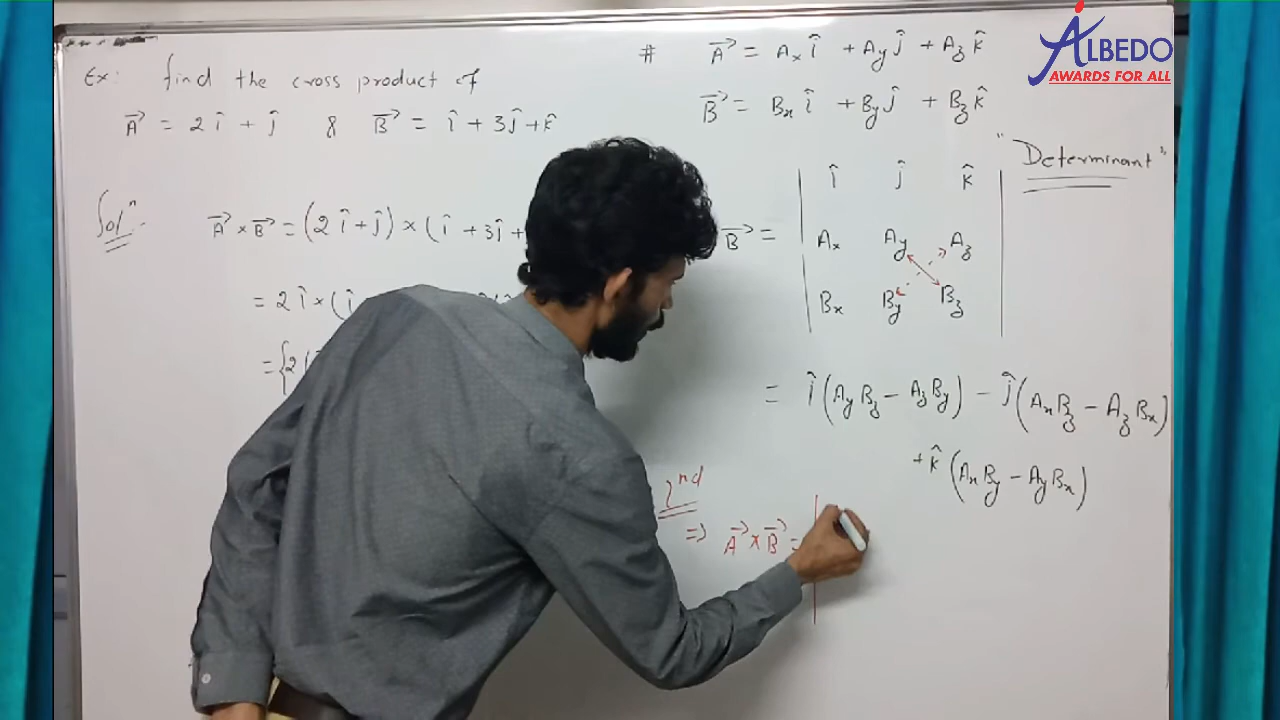 Ex: find the cross product of
A⃗ = 2î + ĵ & B⃗ = î + 3ĵ + k̂
Solⁿ.
A⃗ × B⃗ = (2î + ĵ) × (î + 3ĵ +
= 2î × (î
= {2(
# A⃗ = Aₓ î + Ay ĵ + Az k̂
B⃗ = Bx î + By ĵ + Bz k̂
"Determinant"
B⃗ = | î ĵ k̂ |
| Ax Ay Az |
| Bx By Bz |
= î (Ay Bz − Az By) − ĵ (Ax Bz − Az Bx)
+ k̂ (Ax By − Ay Bx)
2ⁿᵈ
⇒ A⃗ × B⃗ = |
ALBEDO
AWARDS FOR ALL